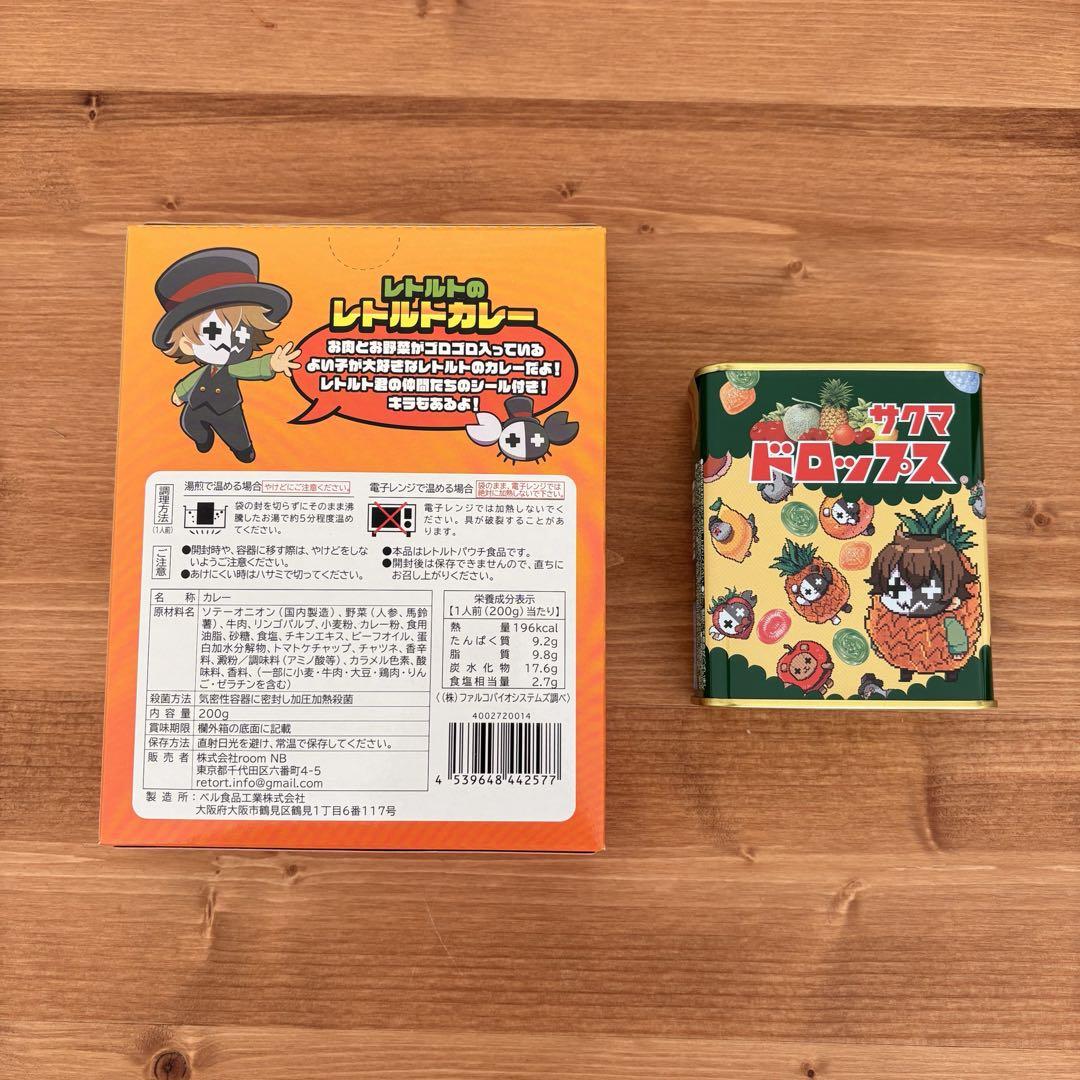 レトルトの
レトルトカレー
お肉とお野菜がゴロゴロ入っている
よい子が大好きなレトルトのカレーだよ！
レトルト君の仲間たちのシール付き！
キラもあるよ！
調理方法
(1人前)
湯煎で温める場合
やけどにご注意ください。
袋の封を切らずにそのまま沸
騰したお湯で約5分程度温め
てください。
電子レンジで温める場合
袋のまま、電子レンジでは
絶対に加熱しないで下さい。
電子レンジでは加熱しないでく
ださい。具が破裂することがあ
ります。
ご注意
●開封時や、容器に移す際は、やけどをしな
いようご注意ください。
●あけにくい時はハサミで切ってください。
●本品はレトルトパウチ食品です。
●開封後は保存できませんので、直ちに
お召し上がりください。
名 称 カレー
原材料名 ソテーオニオン(国内製造)、野菜(人参、馬鈴
薯)、牛肉、リンゴパルプ、小麦粉、カレー粉、食用
油脂、砂糖、食塩、チキンエキス、ビーフオイル、蛋
白加水分解物、トマトケチャップ、チャツネ、香辛
料、澱粉／調味料(アミノ酸等)、カラメル色素、酸
味料、香料、(一部に小麦・牛肉・大豆・鶏肉・りん
ご・ゼラチンを含む)
殺菌方法 気密性容器に密封し加圧加熱殺菌
内容量 200g
賞味期限 欄外箱の底面に記載
保存方法 直射日光を避け、常温で保存してください。
販売者 株式会社room NB
東京都千代田区六番町4-5
retort.info@gmail.com
製造所：ベル食品工業株式会社
大阪府大阪市鶴見区鶴見1丁目6番117号
栄養成分表示
【1人前(200g)当たり】
熱量 196kcal
たんぱく質 9.2g
脂質 9.8g
炭水化物 17.6g
食塩相当量 2.7g
((株)ファルコバイオシステムズ調べ)
4002720014
4 539648 442577
サクマ
ドロップス